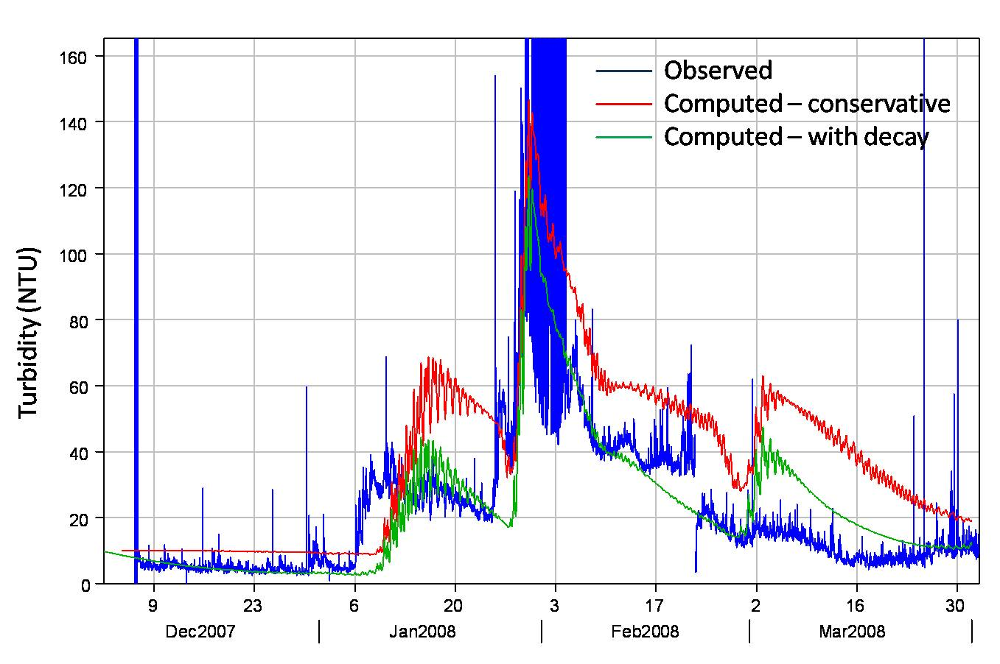 160
140
120
100
80
60
40
20
0
Turbidity (NTU)
Observed
Computed – conservative
Computed – with decay
9 23 6 20 3 17 2 16 30
Dec2007 Jan2008 Feb2008 Mar2008